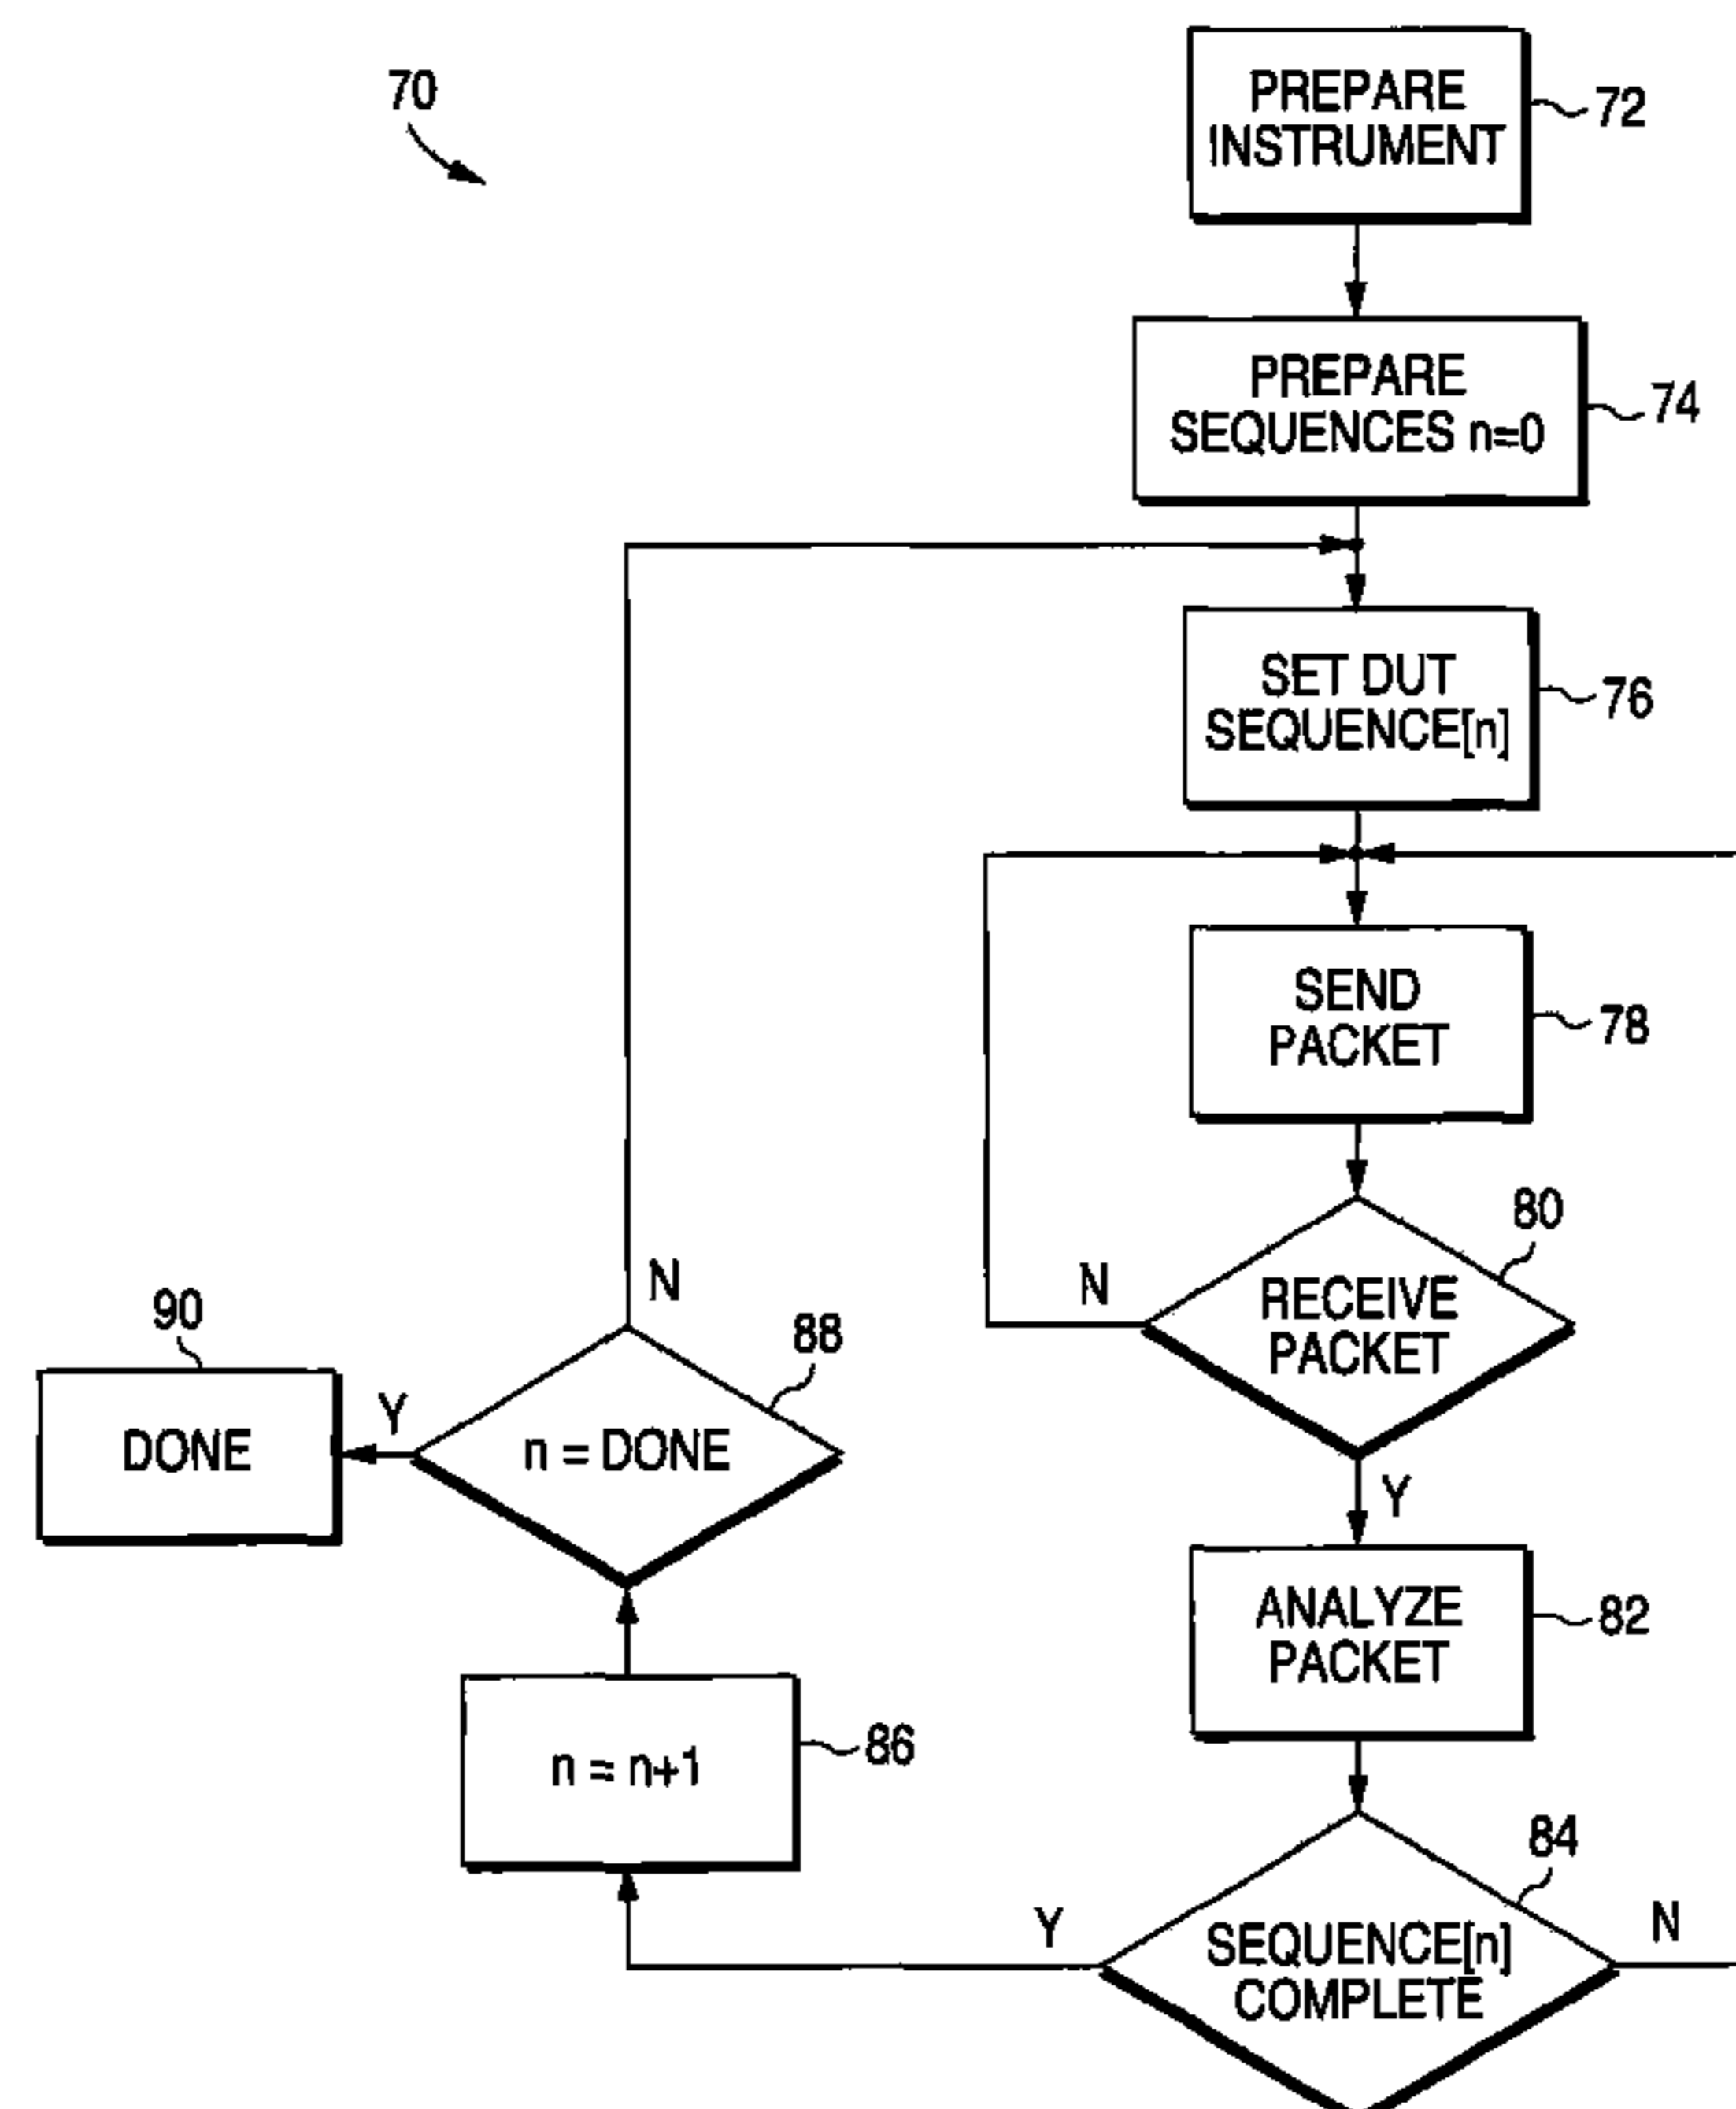 70
PREPARE
INSTRUMENT
72
PREPARE
SEQUENCES n=0
74
SET DUT
SEQUENCE[n]
76
SEND
PACKET
78
RECEIVE
PACKET
80
N
Y
ANALYZE
PACKET
82
SEQUENCE[n]
COMPLETE
84
N
Y
n = n+1
86
n = DONE
88
N
Y
DONE
90